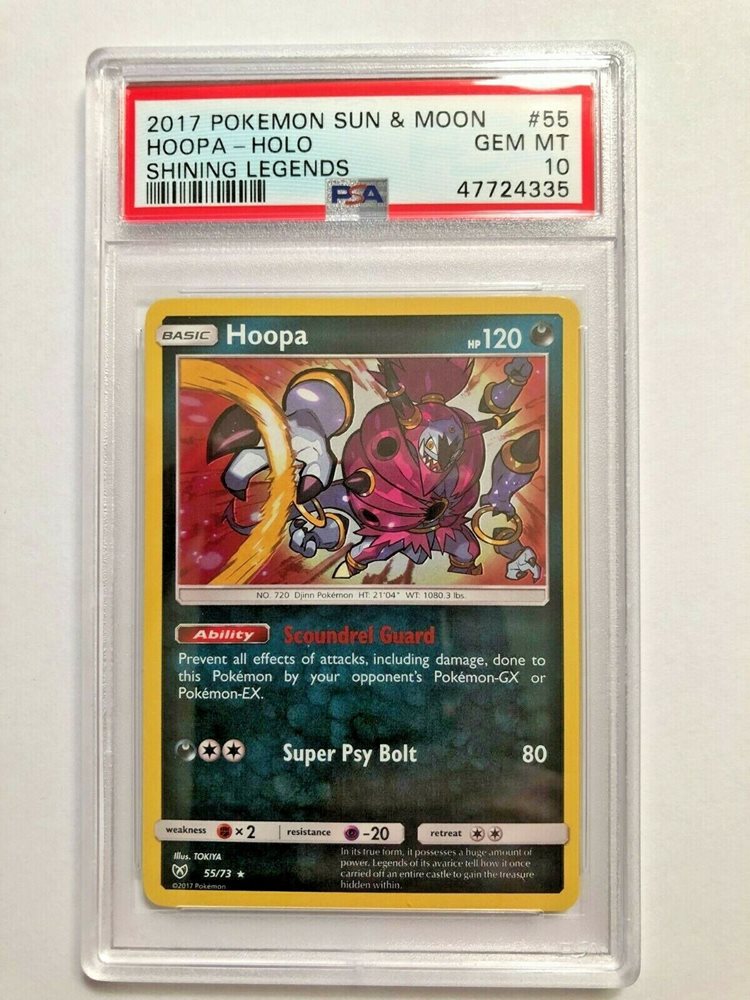 2017 POKEMON SUN & MOON #55
HOOPA - HOLO GEM MT
SHINING LEGENDS 10
PSA 47724335
BASIC Hoopa HP 120
NO. 720 Djinn Pokémon HT: 21'04" WT: 1080.3 lbs.
Ability Scoundrel Guard
Prevent all effects of attacks, including damage, done to
this Pokémon by your opponent's Pokémon-GX or
Pokémon-EX.
Super Psy Bolt 80
weakness ×2 resistance -20 retreat
Illus. TOKIYA
55/73 ★
©2017 Pokémon
In its true form, it possesses a huge amount of
power. Legends of its avarice tell how it once
carried off an entire castle to gain the treasure
hidden within.